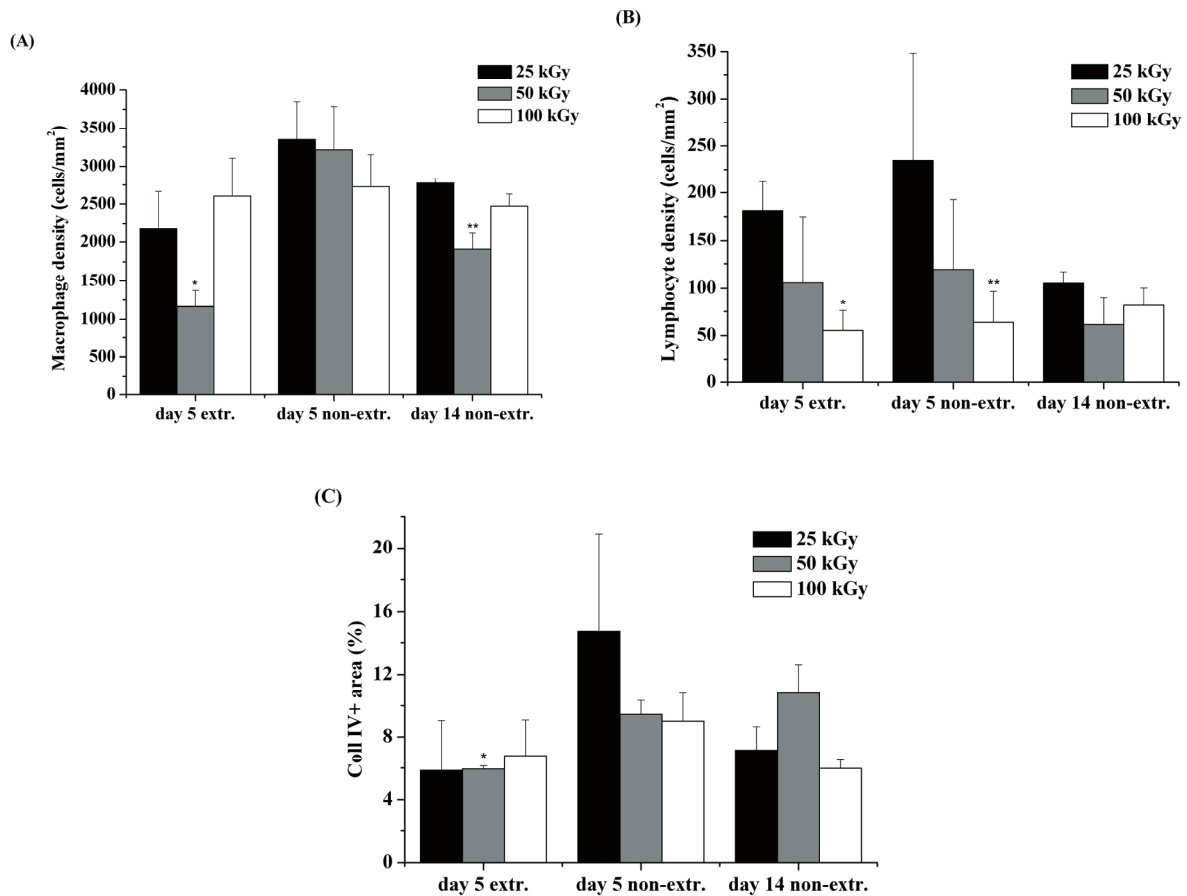 (A)
25 kGy
50 kGy
100 kGy
4000
3500
3000
2500
2000
1500
1000
500
0
Macrophage density (cells/mm²)
*
**
day 5 extr.
day 5 non-extr.
day 14 non-extr.
(B)
25 kGy
50 kGy
100 kGy
350
300
250
200
150
100
50
0
Lymphocyte density (cells/mm²)
*
**
day 5 extr.
day 5 non-extr.
day 14 non-extr.
(C)
25 kGy
50 kGy
100 kGy
20
16
12
8
4
0
Coll IV+ area (%)
*
day 5 extr.
day 5 non-extr.
day 14 non-extr.